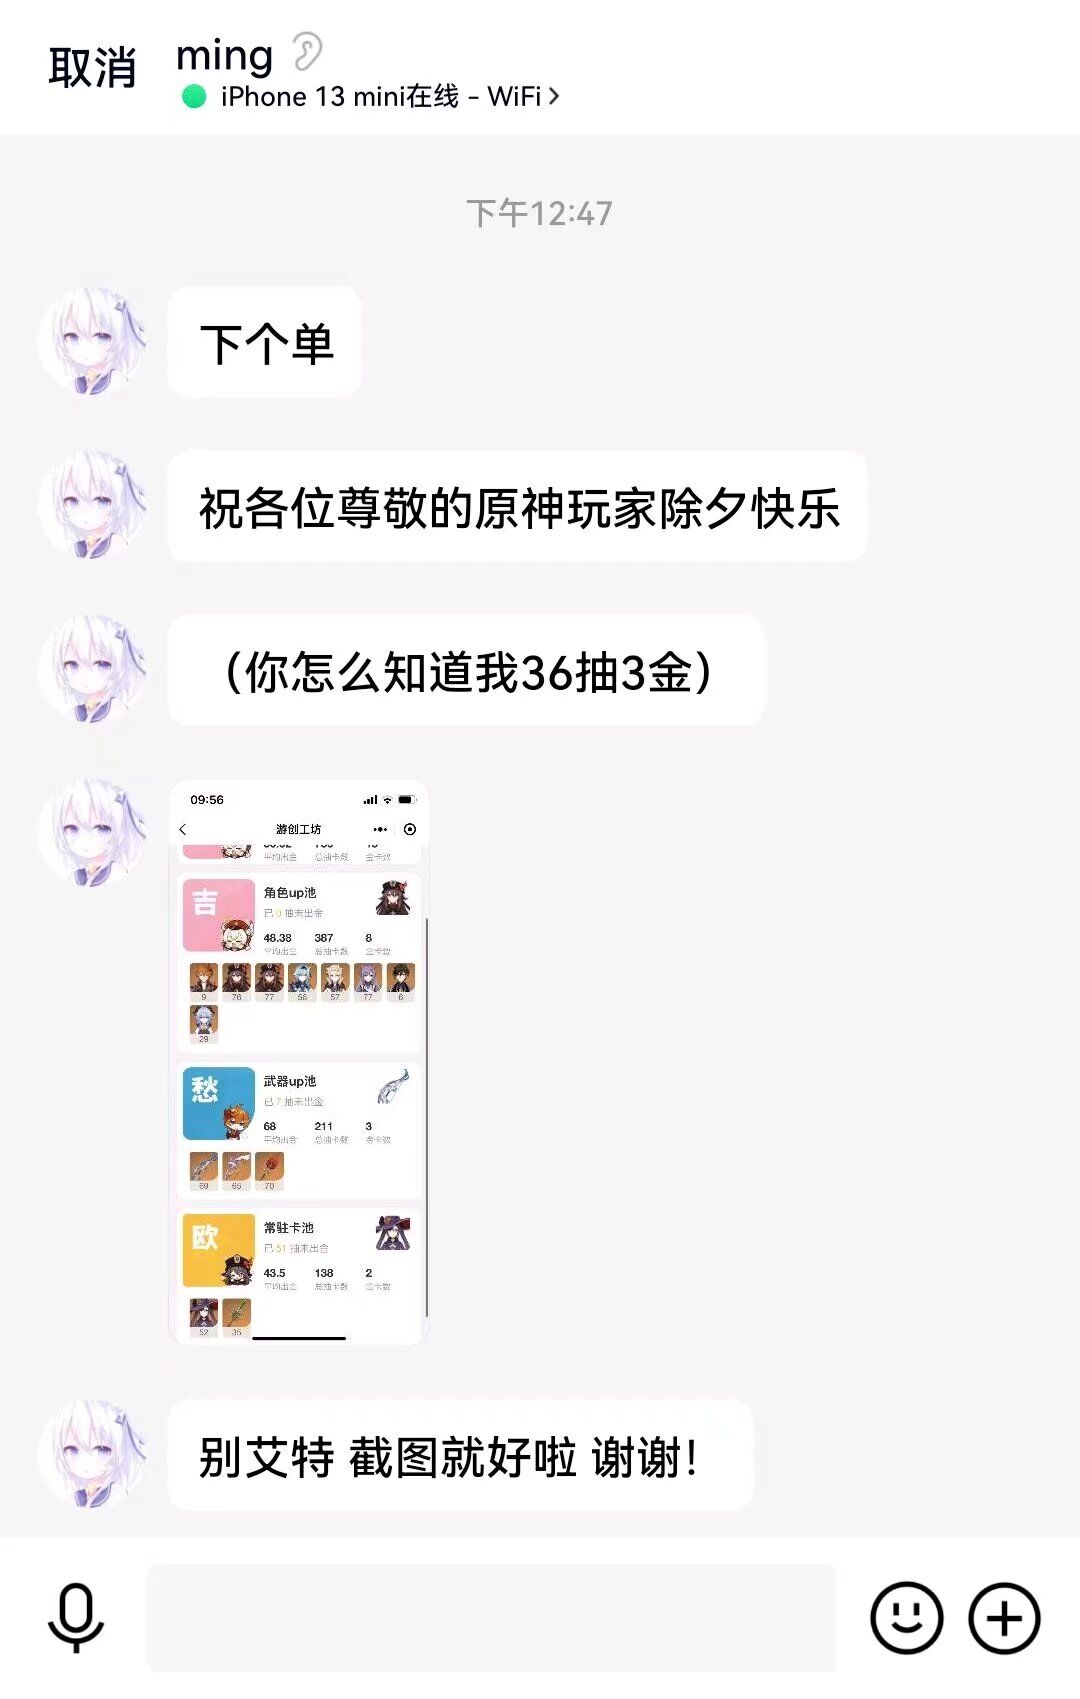 取消
ming
iPhone 13 mini在线 - WiFi
下午12:47
下个单
祝各位尊敬的原神玩家除夕快乐
（你怎么知道我36抽3金）
09:56
游创工坊
平均出金 总抽卡数 金卡数
吉
角色up池
已 0 抽未出金
48.38 387 8
平均出金 总抽卡数 金卡数
9 76 77 56 57 77 6
29
愁
武器up池
已 7 抽未出金
68 211 3
平均出金 总抽卡数 金卡数
69 65 70
欧
常驻卡池
已 51 抽未出金
43.5 138 2
平均出金 总抽卡数 金卡数
52 35
别艾特 截图就好啦 谢谢！